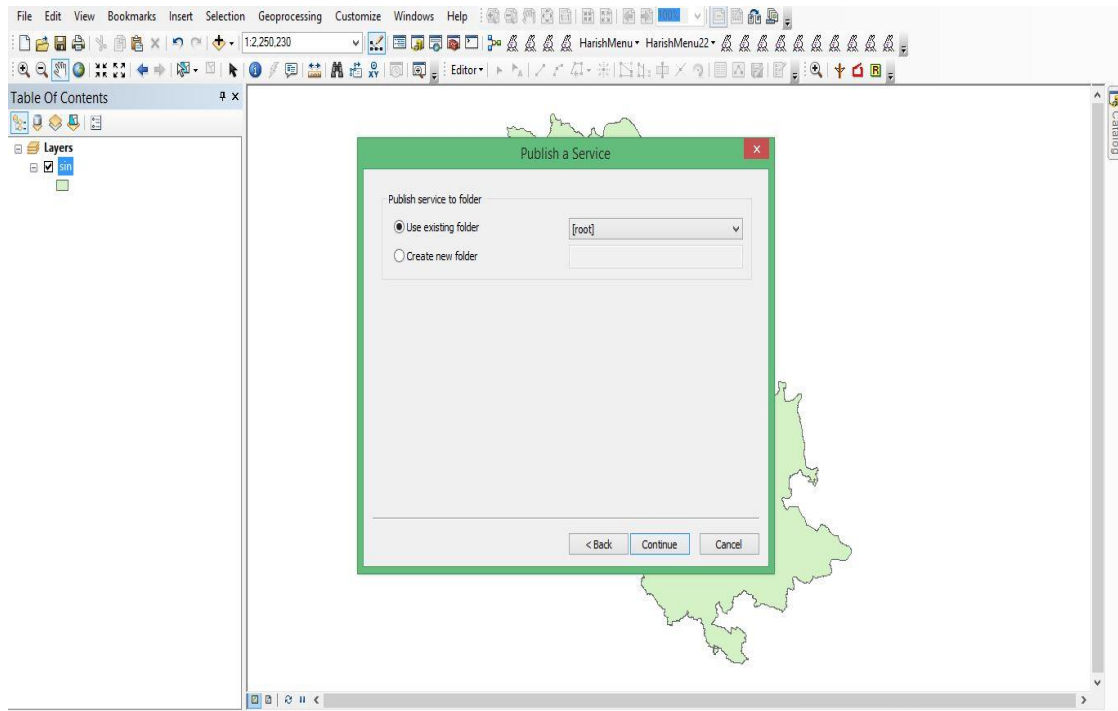 File Edit View Bookmarks Insert Selection Geoprocessing Customize Windows Help 100%
1:2,250,230 HarishMenu HarishMenu22
Editor
Table Of Contents
Layers
sin
Catalog
Publish a Service
Publish service to folder
Use existing folder [root]
Create new folder
< Back Continue Cancel